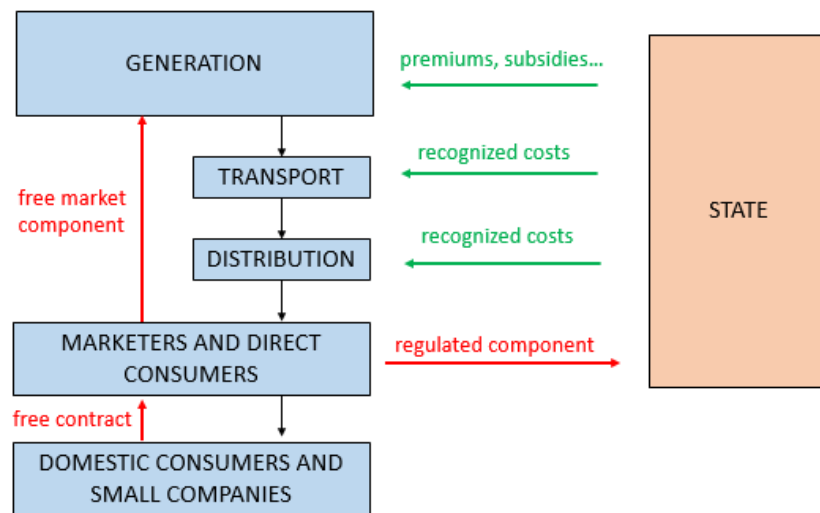 GENERATION
premiums, subsidies...
TRANSPORT
recognized costs
free market
component
STATE
DISTRIBUTION
recognized costs
MARKETERS AND DIRECT
CONSUMERS
regulated component
free contract
DOMESTIC CONSUMERS AND
SMALL COMPANIES